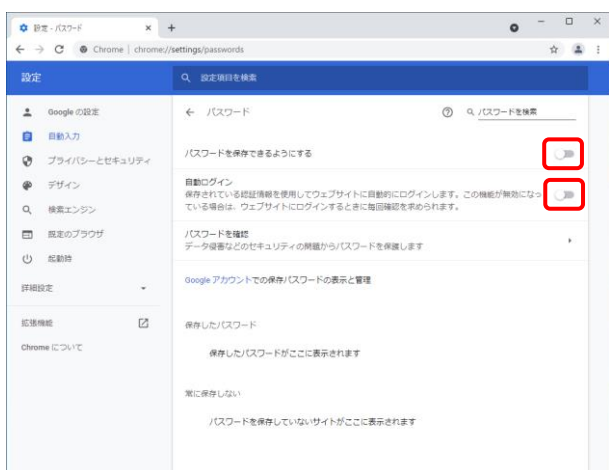 設定 - パスワード
Chrome | chrome://settings/passwords
設定
設定項目を検索
Google の設定
自動入力
プライバシーとセキュリティ
デザイン
検索エンジン
既定のブラウザ
起動時
詳細設定
拡張機能
Chrome について
パスワード
パスワードを検索
パスワードを保存できるようにする
自動ログイン
保存されている認証情報を使用してウェブサイトに自動的にログインします。この機能が無効になっ
ている場合は、ウェブサイトにログインするときに毎回確認を求められます。
パスワードを確認
データ侵害などのセキュリティの問題からパスワードを保護します
Google アカウントでの保存パスワードの表示と管理
保存したパスワード
保存したパスワードがここに表示されます
常に保存しない
パスワードを保存していないサイトがここに表示されます